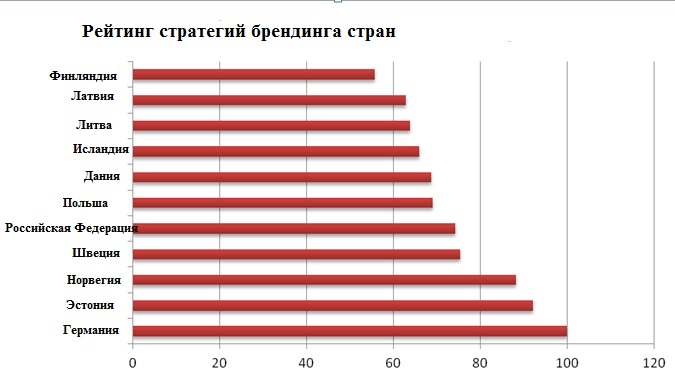 Рейтинг стратегий брендинга стран
Финляндия
Латвия
Литва
Исландия
Дания
Польша
Российская Федерация
Швеция
Норвегия
Эстония
Германия
0 20 40 60 80 100 120